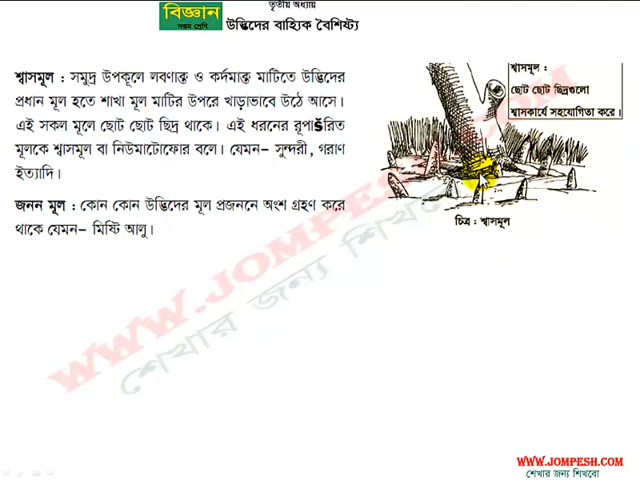 তৃতীয় অধ্যায়
বিজ্ঞান
সপ্তম শ্রেণি
উদ্ভিদের বাহ্যিক বৈশিষ্ট্য
শ্বাসমূল : সমুদ্র উপকূলে লবণাক্ত ও কর্দমাক্ত মাটিতে উদ্ভিদের
প্রধান মূল হতে শাখা মূল মাটির উপরে খাড়াভাবে উঠে আসে।
এই সকল মূলে ছোট ছোট ছিদ্র থাকে। এই ধরনের রূপাšরিত
মূলকে শ্বাসমূল বা নিউমাটোফোর বলে। যেমন– সুন্দরী, গরাণ
ইত্যাদি।
জনন মূল : কোন কোন উদ্ভিদের মূল প্রজননে অংশ গ্রহণ করে
থাকে যেমন– মিষ্টি আলু।
শ্বাসমূল :
ছোট ছোট ছিদ্রগুলো
শ্বাসকার্যে সহযোগিতা করে।
চিত্র : শ্বাসমূল
WWW.JOMPESH.COM
শেখার জন্য শিখবো
WWW.JOMPESH.COM
শেখার জন্য শিখবো